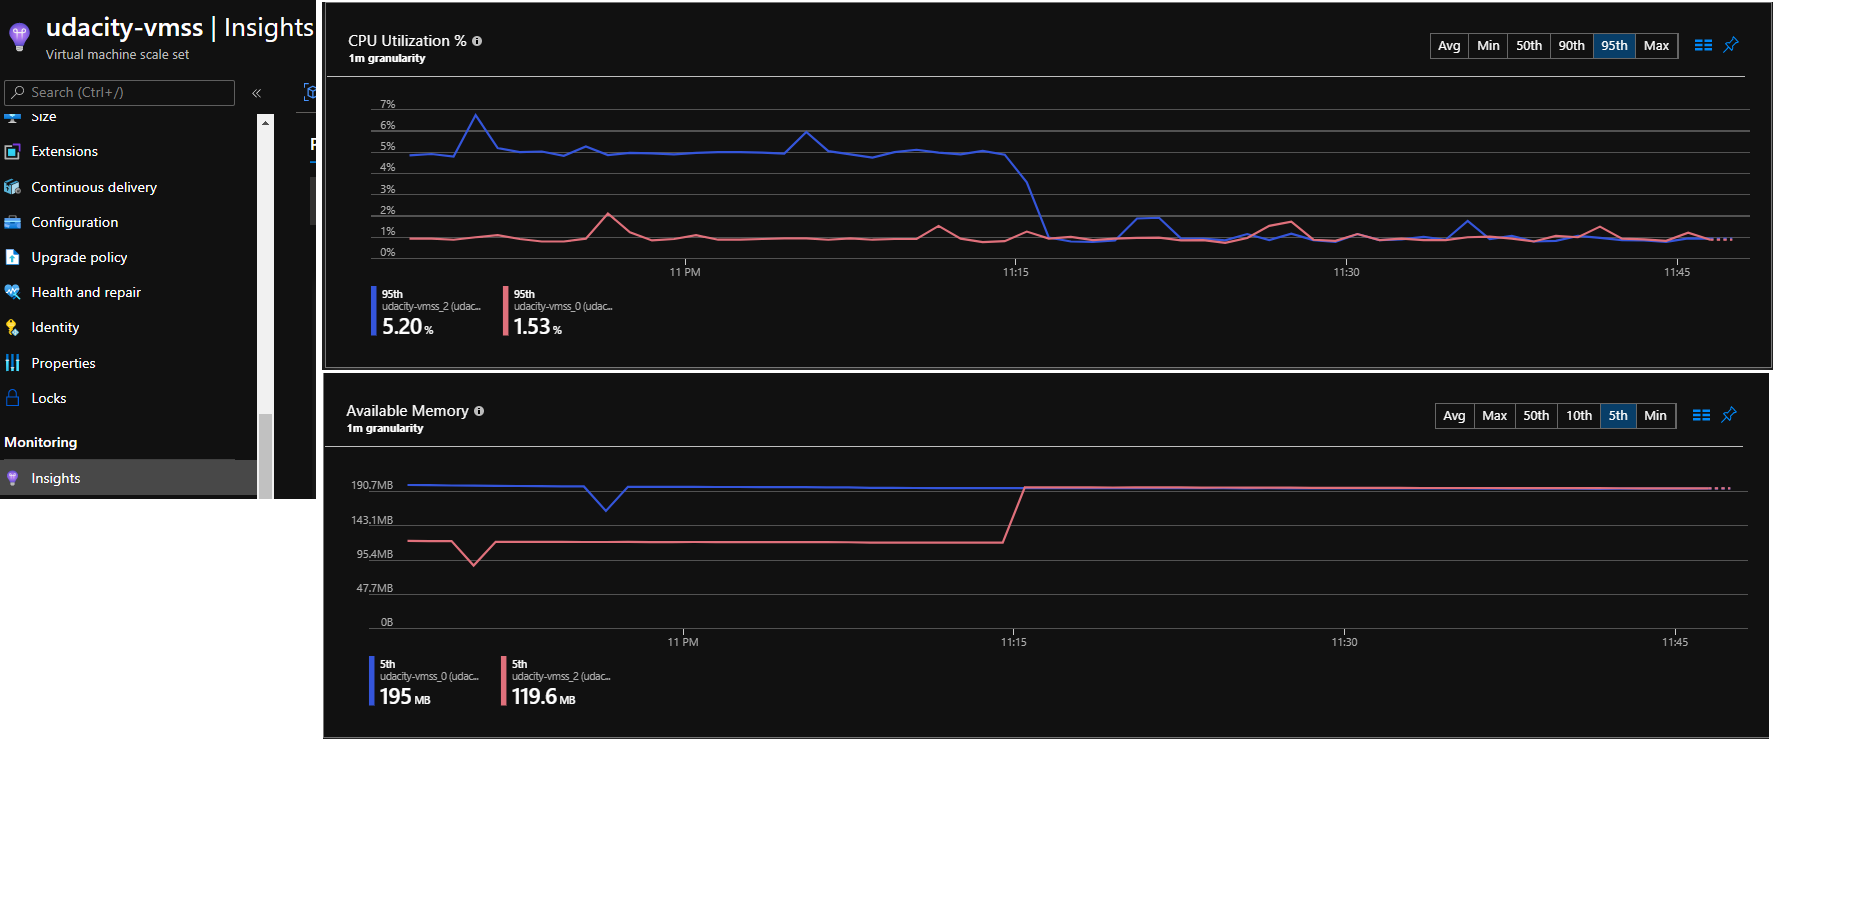 udacity-vmss | Insights
Virtual machine scale set
Search (Ctrl+/)
«
Size
Extensions
Continuous delivery
Configuration
Upgrade policy
Health and repair
Identity
Properties
Locks
Monitoring
Insights
CPU Utilization %
1m granularity
Avg Min 50th 90th 95th Max
7%
6%
5%
4%
3%
2%
1%
0%
11 PM 11:15 11:30 11:45
95th
udacity-vmss_2 (udac...
5.20 %
95th
udacity-vmss_0 (udac...
1.53 %
Available Memory
1m granularity
Avg Max 50th 10th 5th Min
190.7MB
143.1MB
95.4MB
47.7MB
0B
11 PM 11:15 11:30 11:45
5th
udacity-vmss_0 (udac...
195 MB
5th
udacity-vmss_2 (udac...
119.6 MB